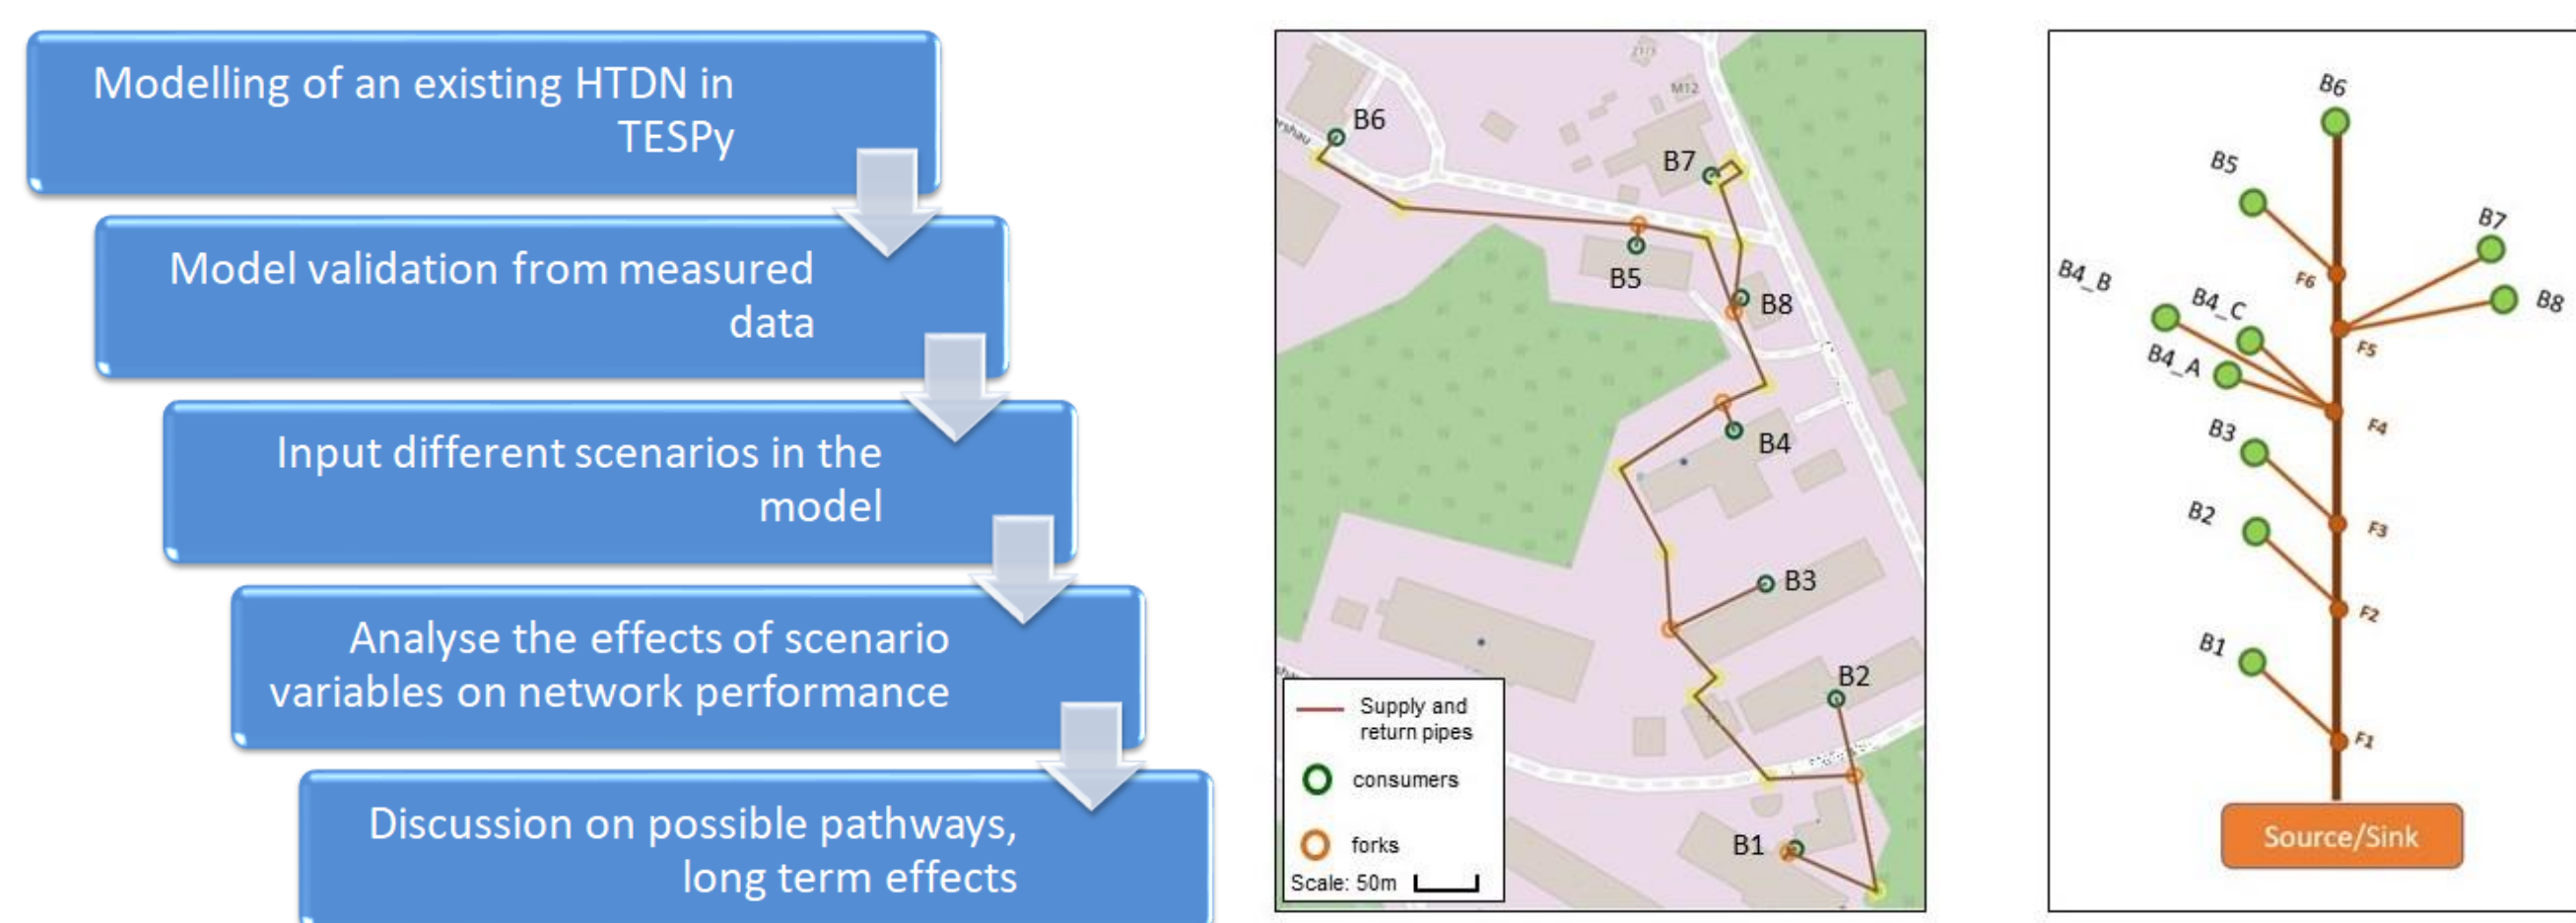 Modelling of an existing HTDN in
TESPy
Model validation from measured
data
Input different scenarios in the
model
Analyse the effects of scenario
variables on network performance
Discussion on possible pathways,
long term effects
M12
B6
B7
B5
B8
B4
B3
B2
B1
Supply and
return pipes
consumers
forks
Scale: 50m
B6
B5
B7
F6
B4_B
B4_C
B8
F5
B4_A
F4
B3
F3
B2
F2
B1
F1
Source/Sink